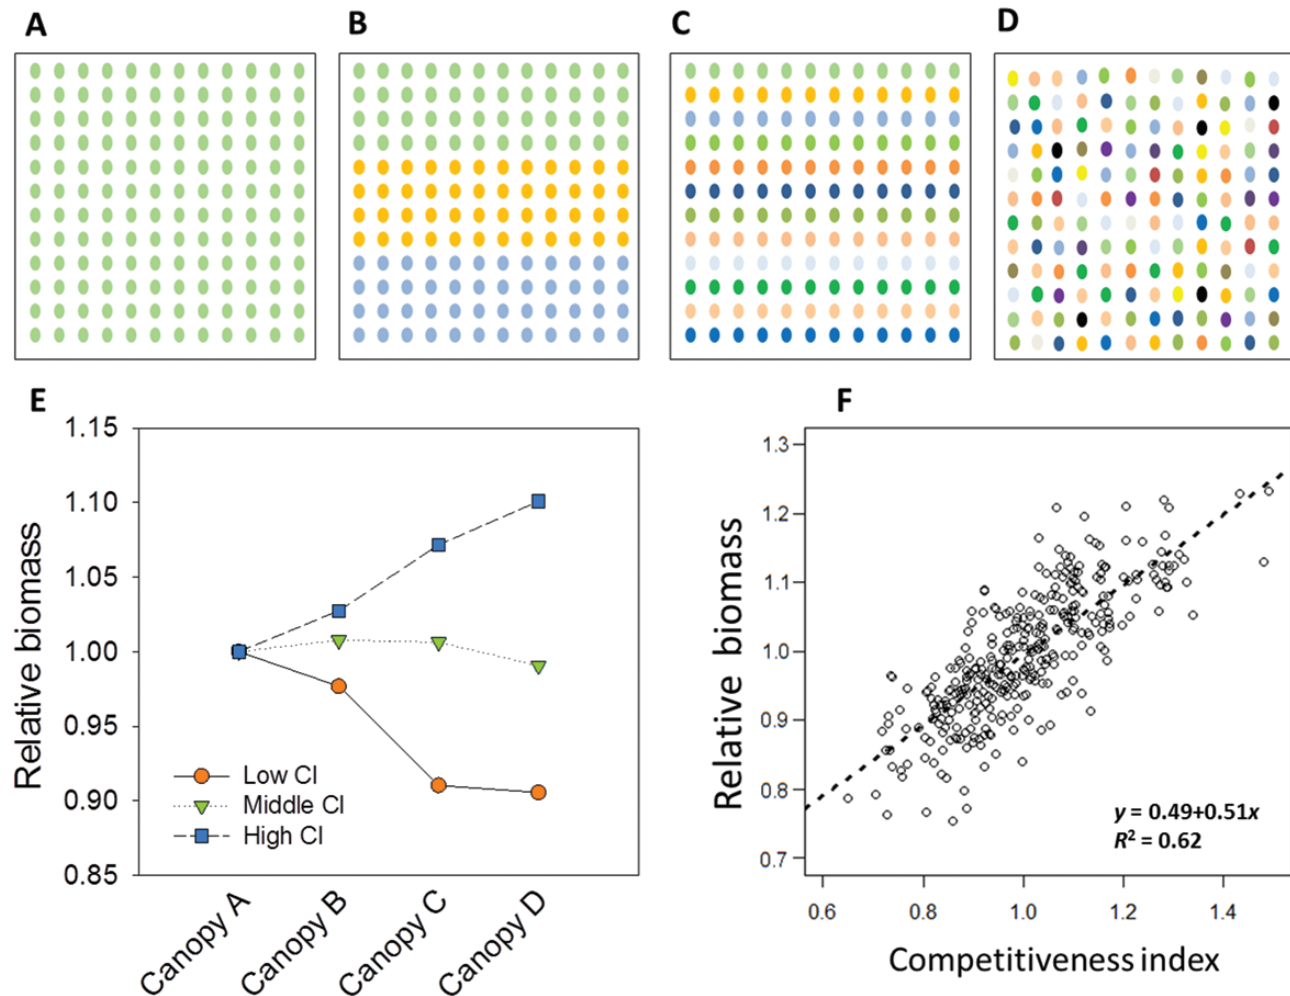 A
B
C
D
E
F
1.15
1.10
1.05
1.00
0.95
0.90
0.85
Relative biomass
Low CI
Middle CI
High CI
Canopy A
Canopy B
Canopy C
Canopy D
1.3
1.2
1.1
1.0
0.9
0.8
0.7
Relative biomass
y = 0.49+0.51x
R² = 0.62
0.6
0.8
1.0
1.2
1.4
Competitiveness index